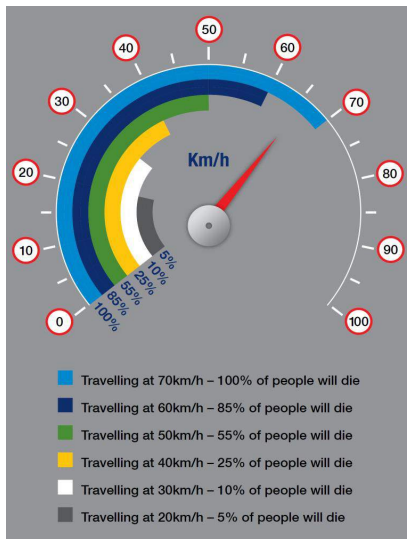 50
40
60
30
70
Km/h
20
80
10
90
0
100
5%
10%
25%
55%
85%
100%
Travelling at 70km/h – 100% of people will die
Travelling at 60km/h – 85% of people will die
Travelling at 50km/h – 55% of people will die
Travelling at 40km/h – 25% of people will die
Travelling at 30km/h – 10% of people will die
Travelling at 20km/h – 5% of people will die